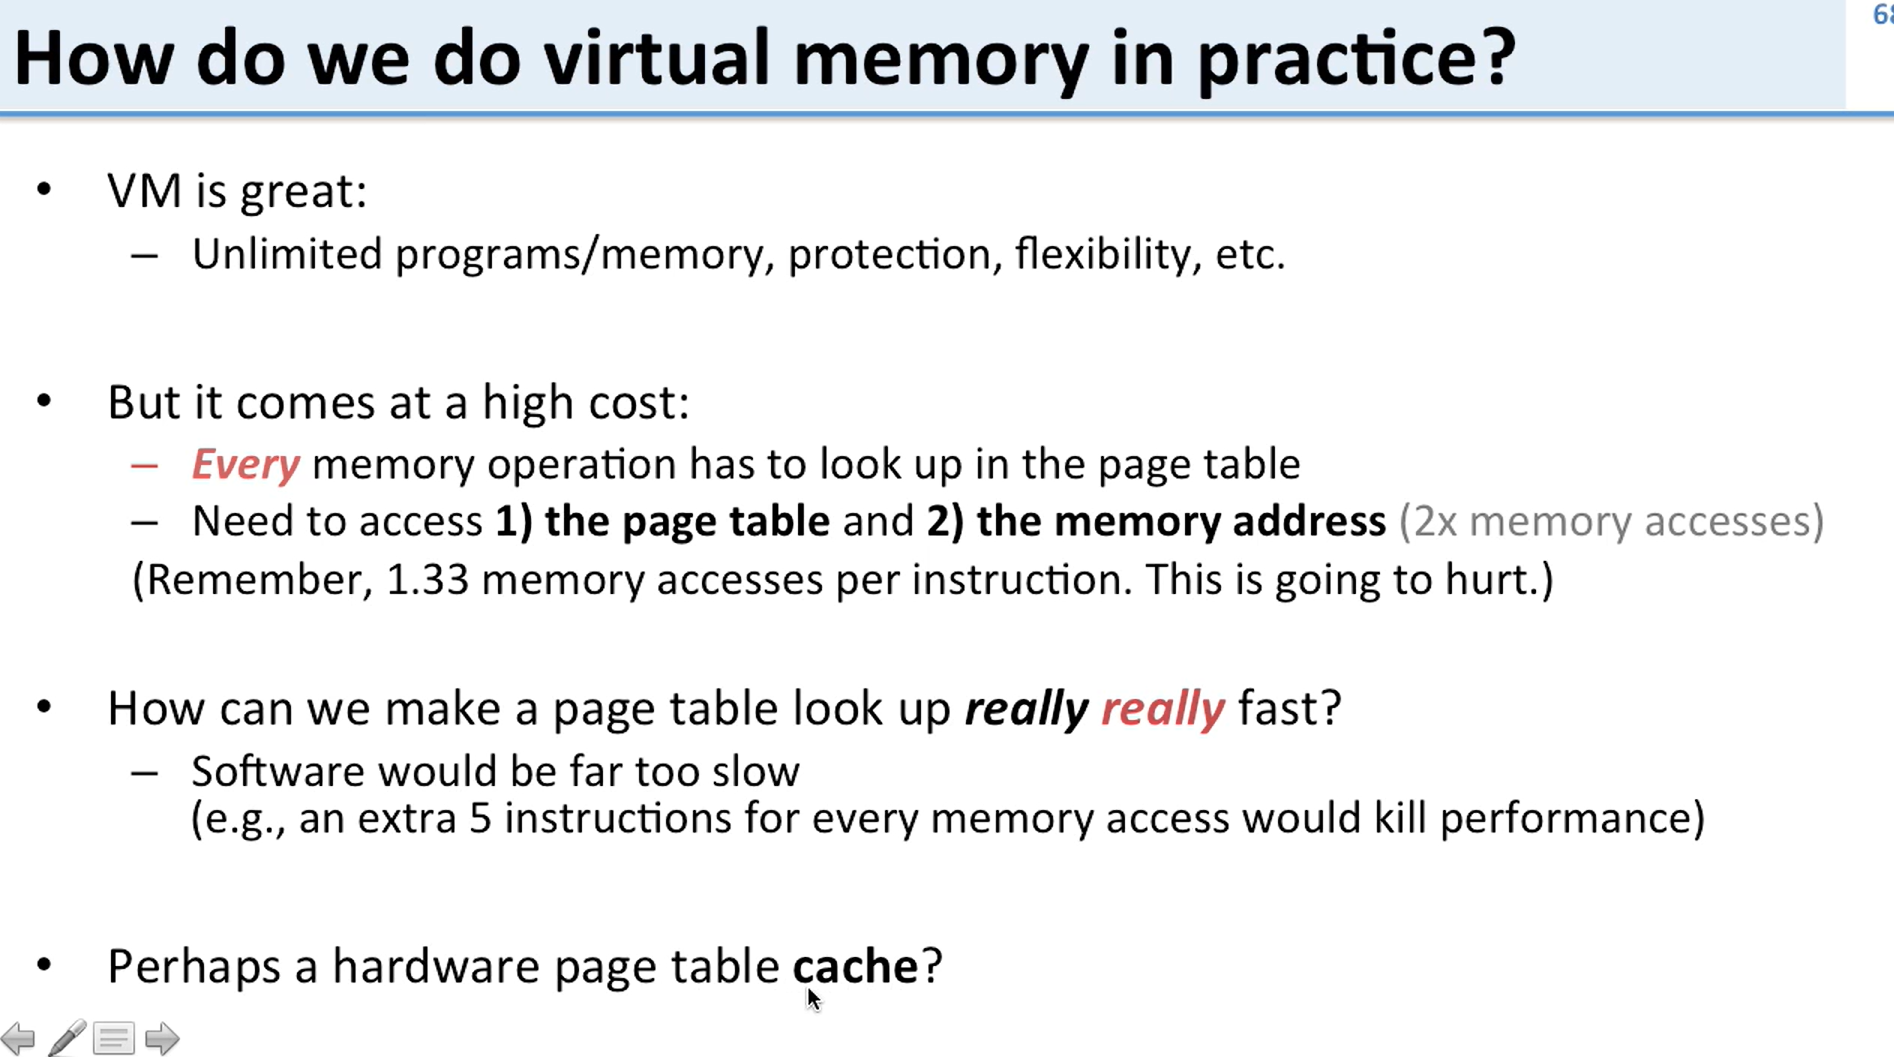 How do we do virtual memory in practice?
• VM is great:
– Unlimited programs/memory, protection, flexibility, etc.
• But it comes at a high cost:
– Every memory operation has to look up in the page table
– Need to access 1) the page table and 2) the memory address (2x memory accesses)
(Remember, 1.33 memory accesses per instruction. This is going to hurt.)
• How can we make a page table look up really really fast?
– Software would be far too slow
(e.g., an extra 5 instructions for every memory access would kill performance)
• Perhaps a hardware page table cache?